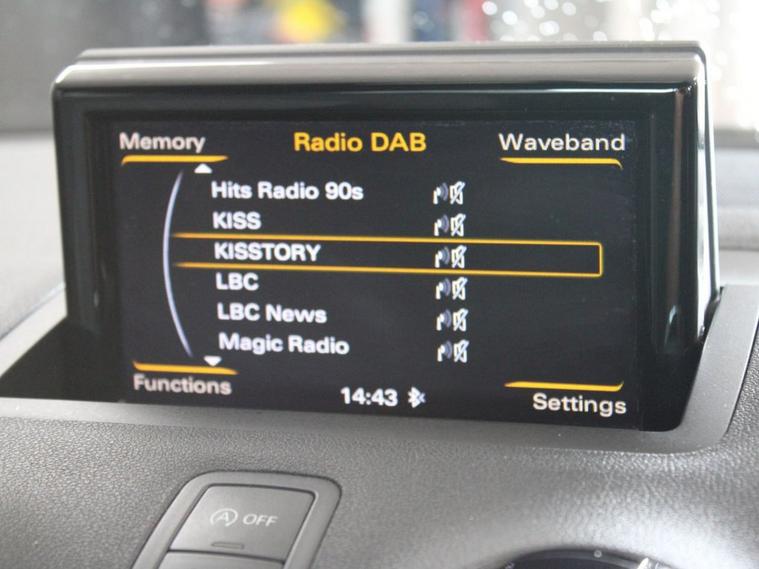 Memory Radio DAB Waveband
Hits Radio 90s
KISS
KISSTORY
LBC
LBC News
Magic Radio
Functions 14:43 Settings
A OFF